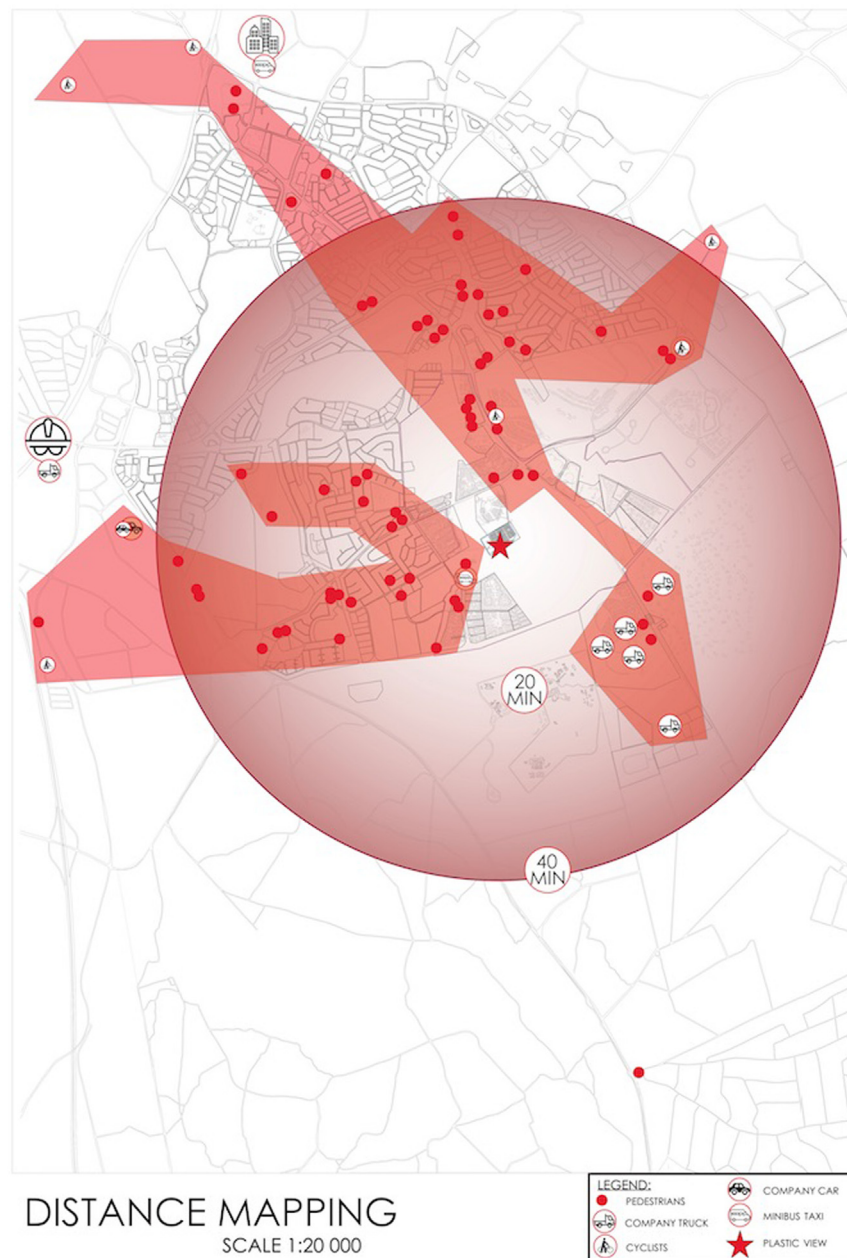 20
MIN
40
MIN
DISTANCE MAPPING
SCALE 1:20 000
LEGEND:
PEDESTRIANS
COMPANY TRUCK
CYCLISTS
COMPANY CAR
MINIBUS TAXI
PLASTIC VIEW